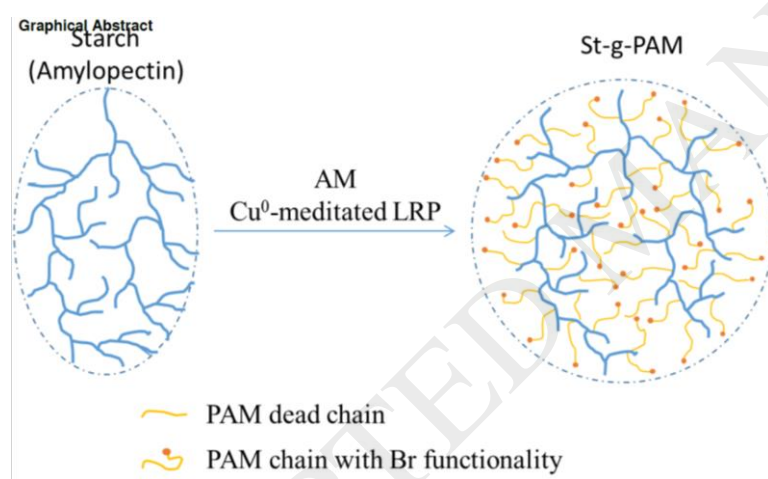 Graphical Abstract
Starch
(Amylopectin)
St-g-PAM
AM
Cu⁰-meditated LRP
PAM dead chain
PAM chain with Br functionality